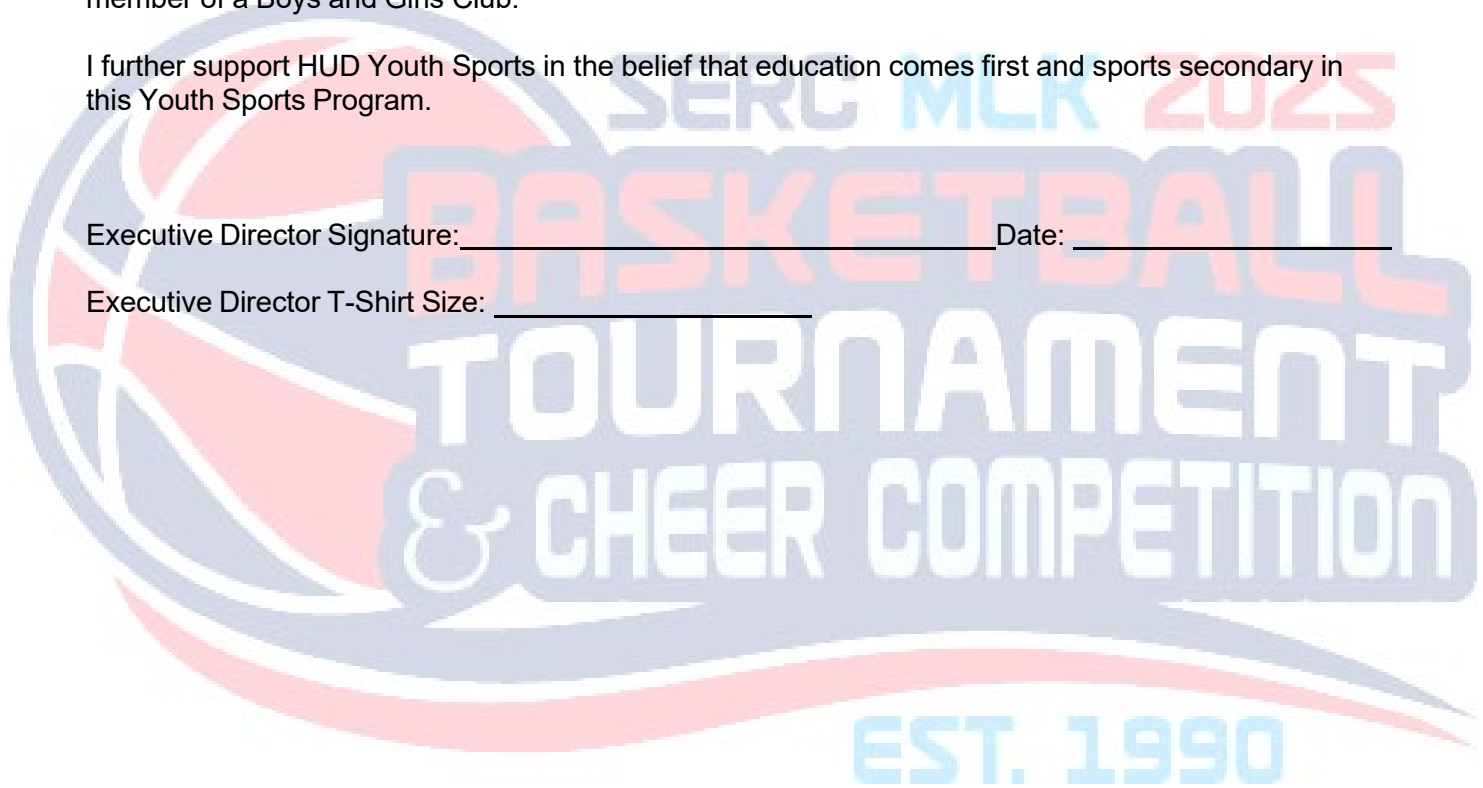 member of a Boys and Girls Club.
I further support HUD Youth Sports in the belief that education comes first and sports secondary in
this Youth Sports Program.
SERC MLK 2025
BASKETBALL
Executive Director Signature: Date:
Executive Director T-Shirt Size:
TOURNAMENT
& CHEER COMPETITION
EST. 1990